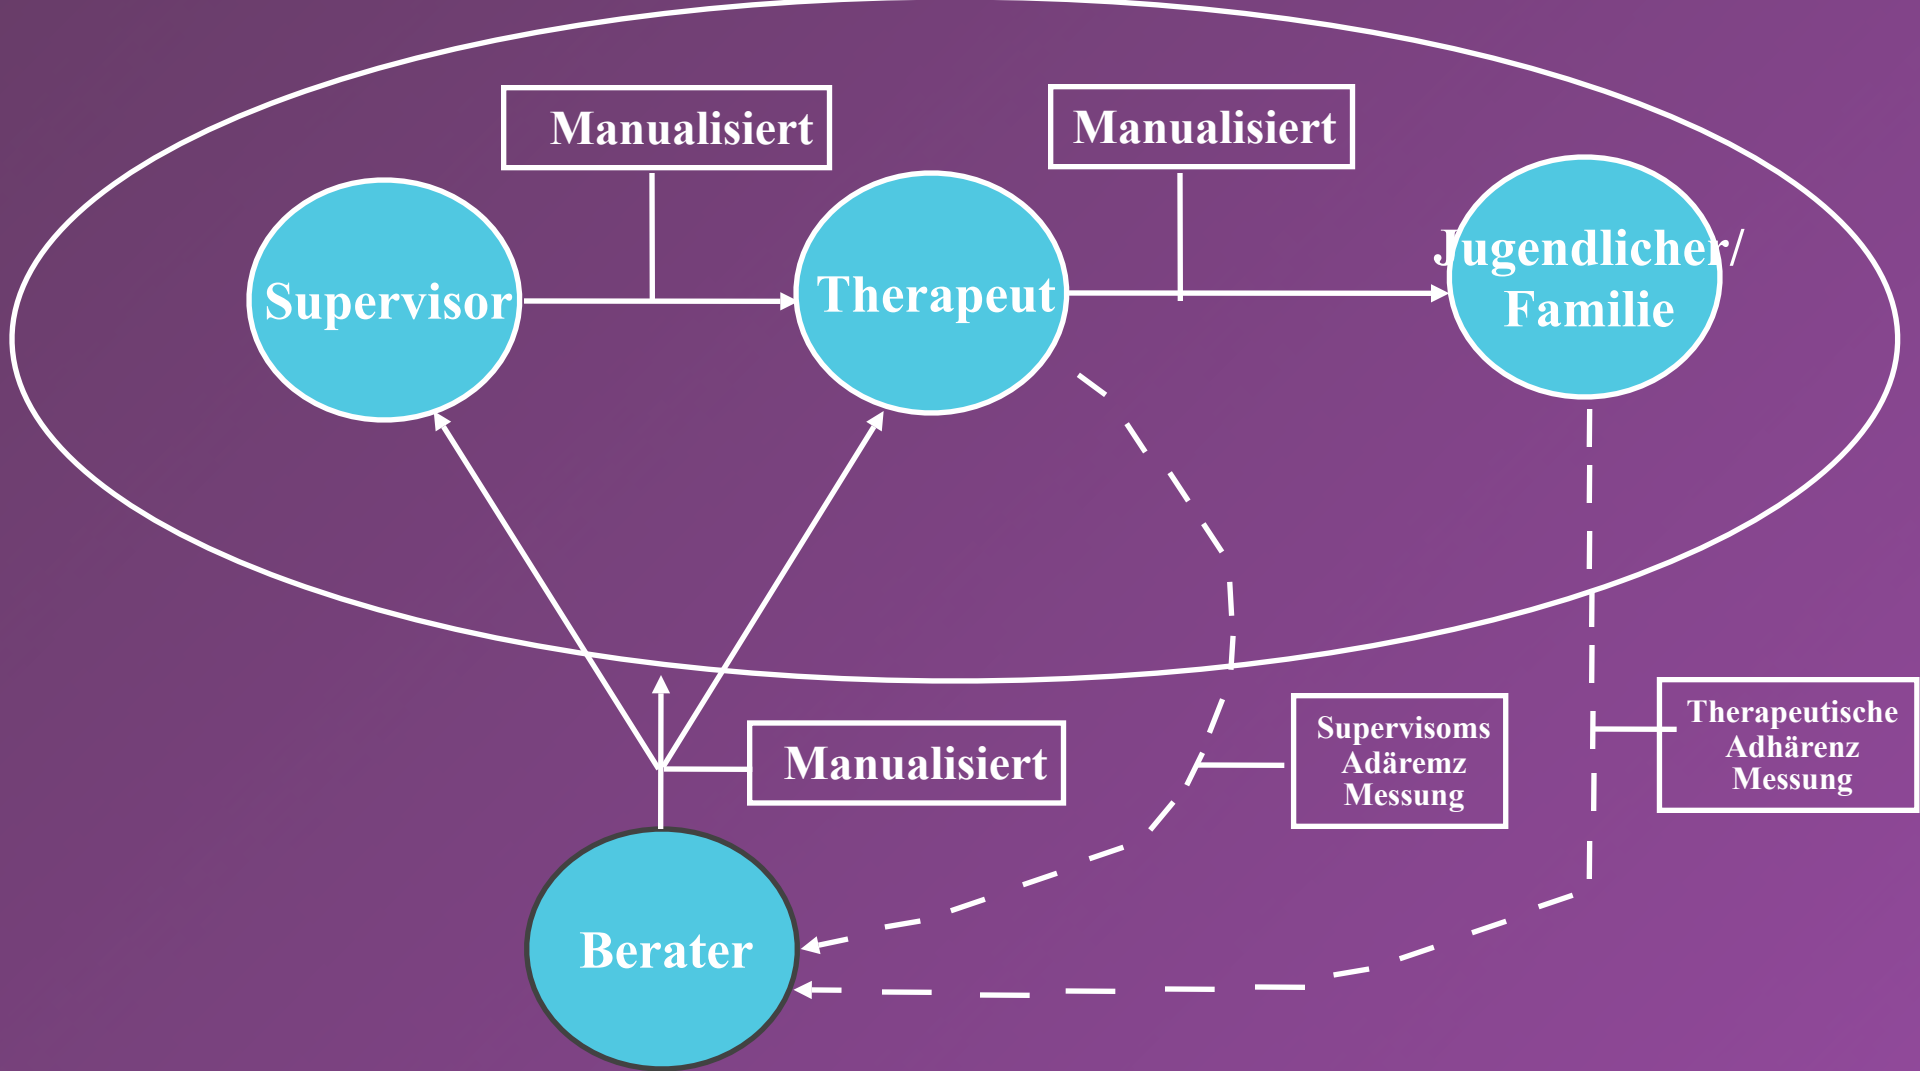 Manualisiert
Manualisiert
Supervisor
Therapeut
Jugendlicher/
Familie
Manualisiert
Supervisoms
Adäremz
Messung
Therapeutische
Adhärenz
Messung
Berater